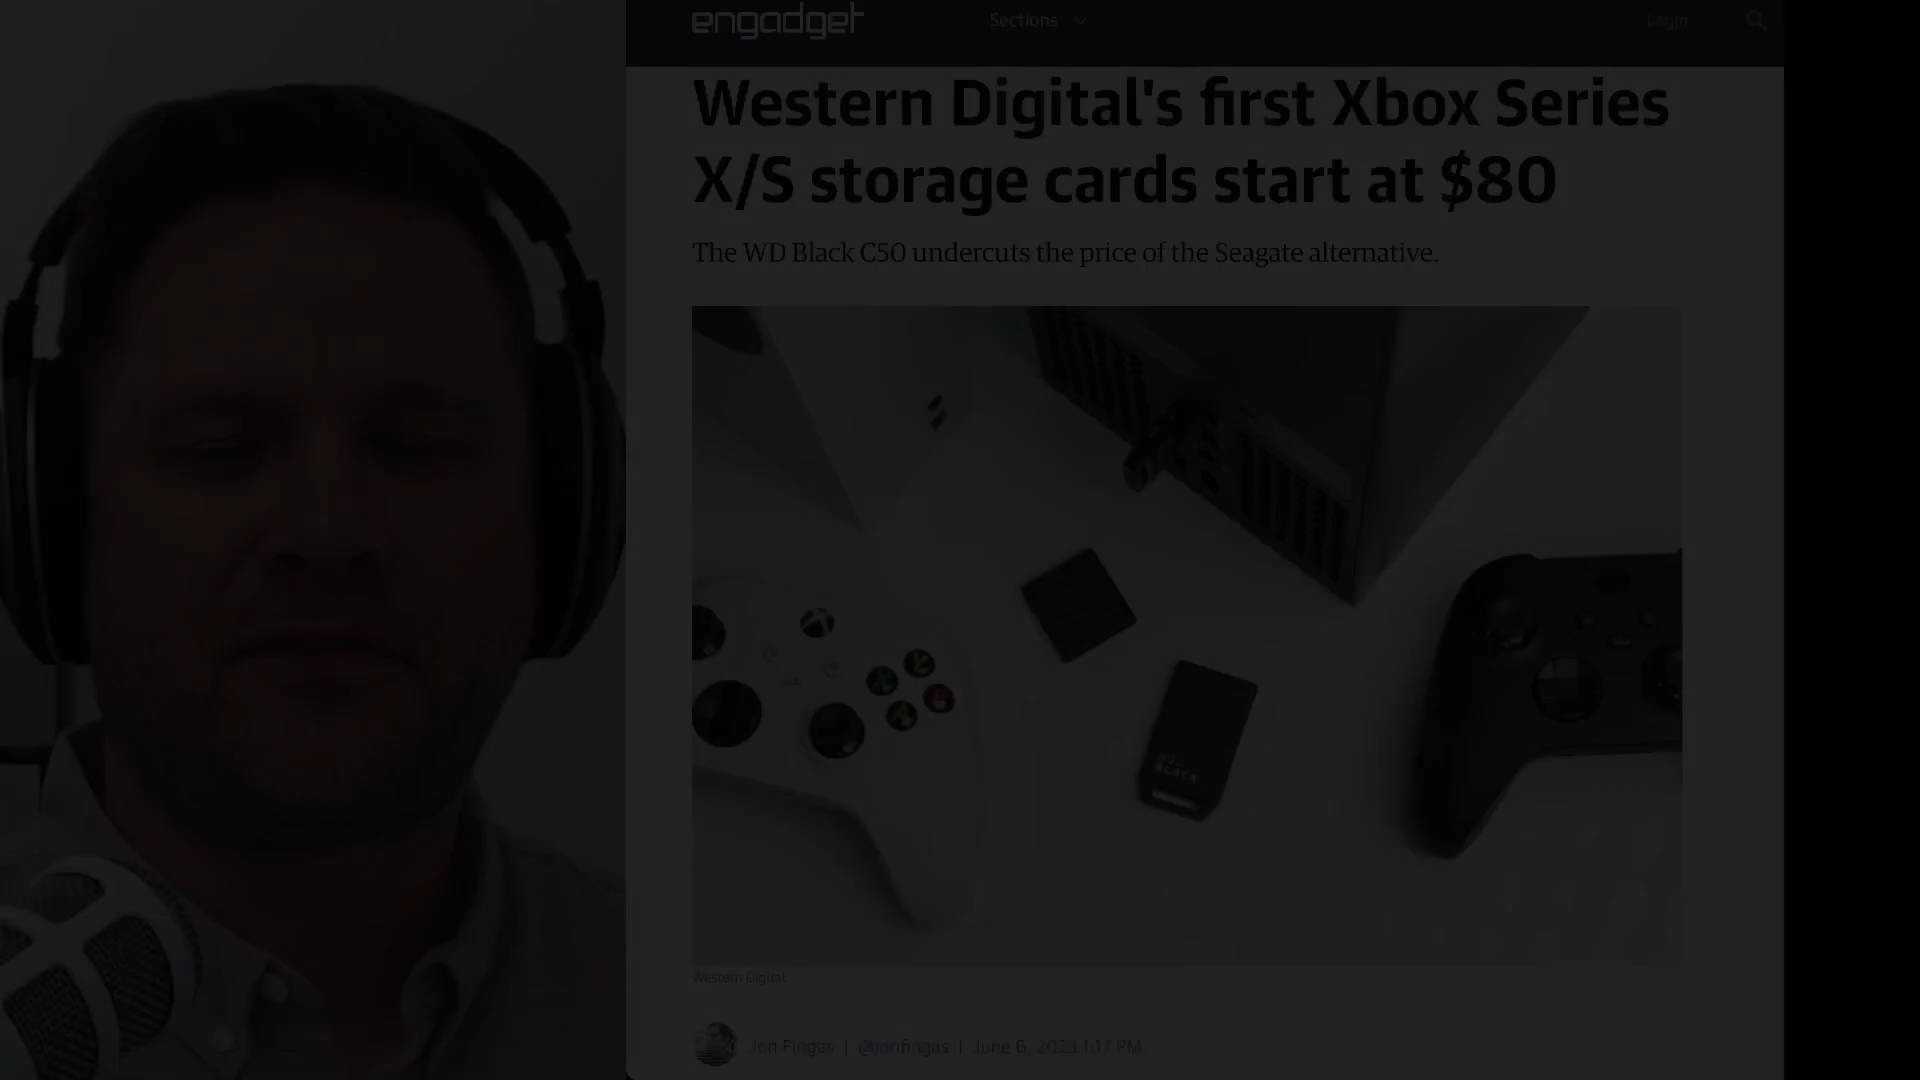 engadget
Sections
Login
Western Digital's first Xbox Series
X/S storage cards start at $80
The WD Black C50 undercuts the price of the Seagate alternative.
BLACK
Western Digital
Jon Fingas | @jonfingas | June 6, 2023 1:17 PM